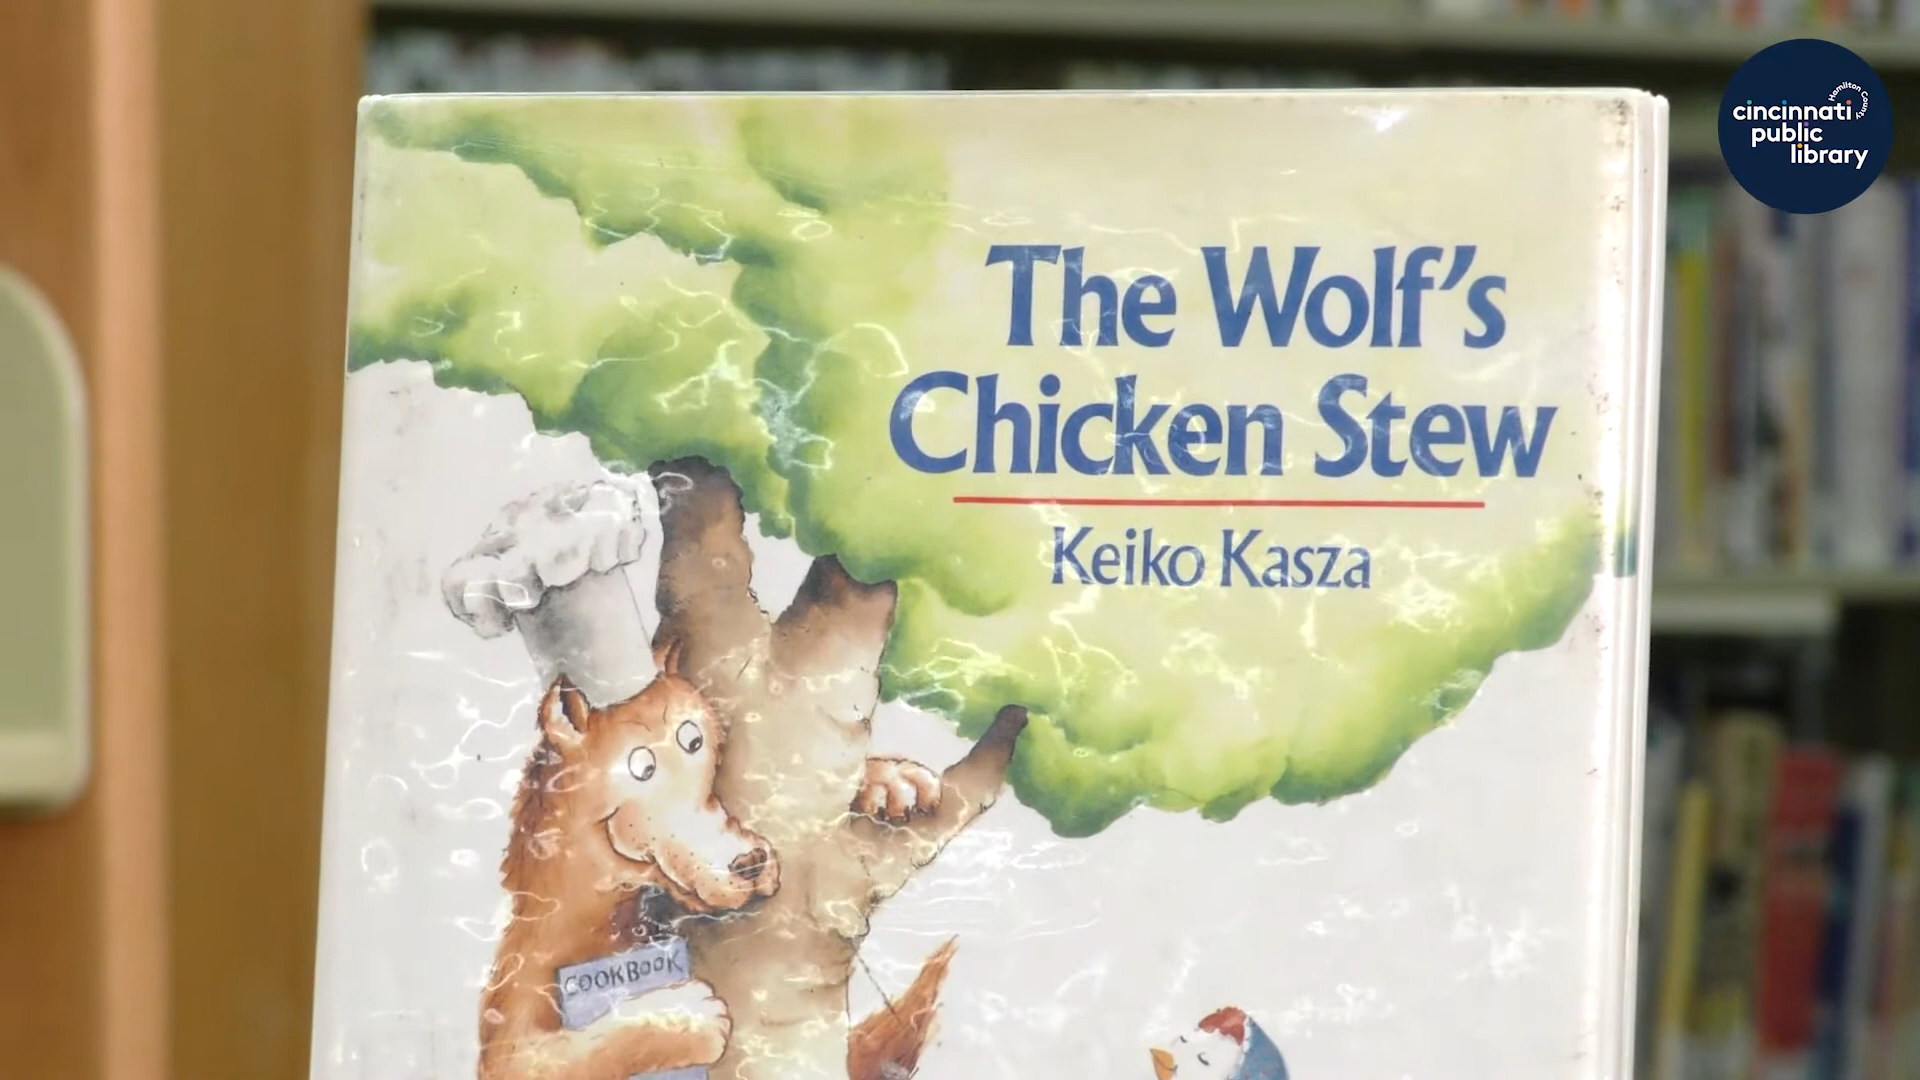 The Wolf's
Chicken Stew
Keiko Kasza
COOKBOOK
cincinnati
public
library
Hamilton County